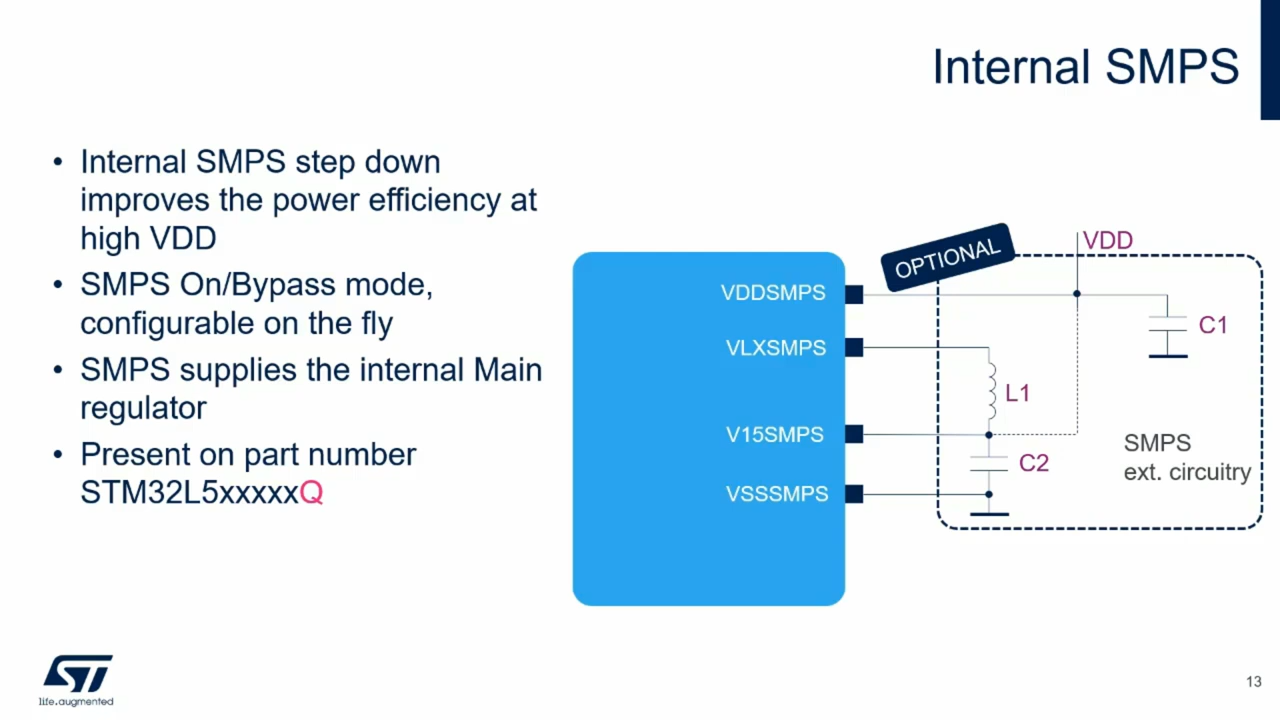 Internal SMPS
• Internal SMPS step down
improves the power efficiency at
high VDD
• SMPS On/Bypass mode,
configurable on the fly
• SMPS supplies the internal Main
regulator
• Present on part number
STM32L5xxxxxQ
OPTIONAL
VDD
VDDSMPS
C1
VLXSMPS
L1
V15SMPS
C2
SMPS
ext. circuitry
VSSSMPS
ST
life.augmented
13